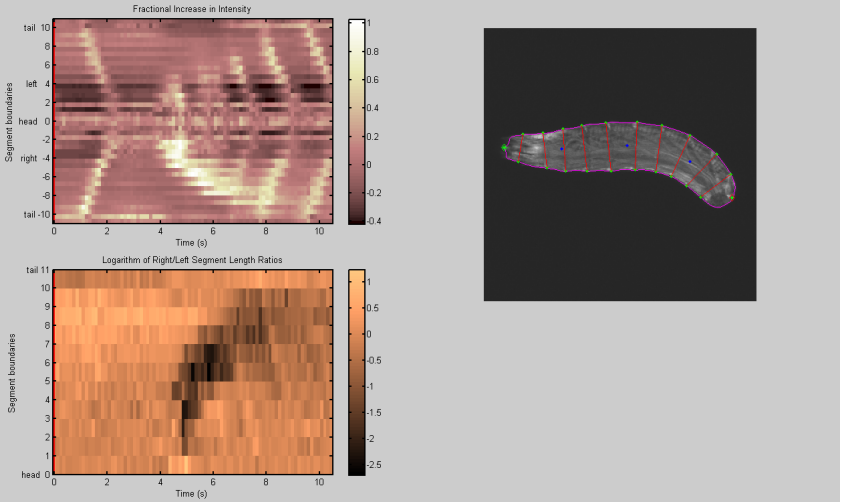 Fractional Increase in Intensity
tail 10
8
6
left 4
2
head 0
-2
right -4
-6
-8
tail -10
Segment boundaries
0 2 4 6 8 10
Time (s)
1
0.8
0.6
0.4
0.2
0
-0.2
-0.4
Logarithm of Right/Left Segment Length Ratios
tail 11
10
9
8
7
6
5
4
3
2
1
head 0
Segment boundaries
0 2 4 6 8 10
Time (s)
1
0.5
0
-0.5
-1
-1.5
-2
-2.5